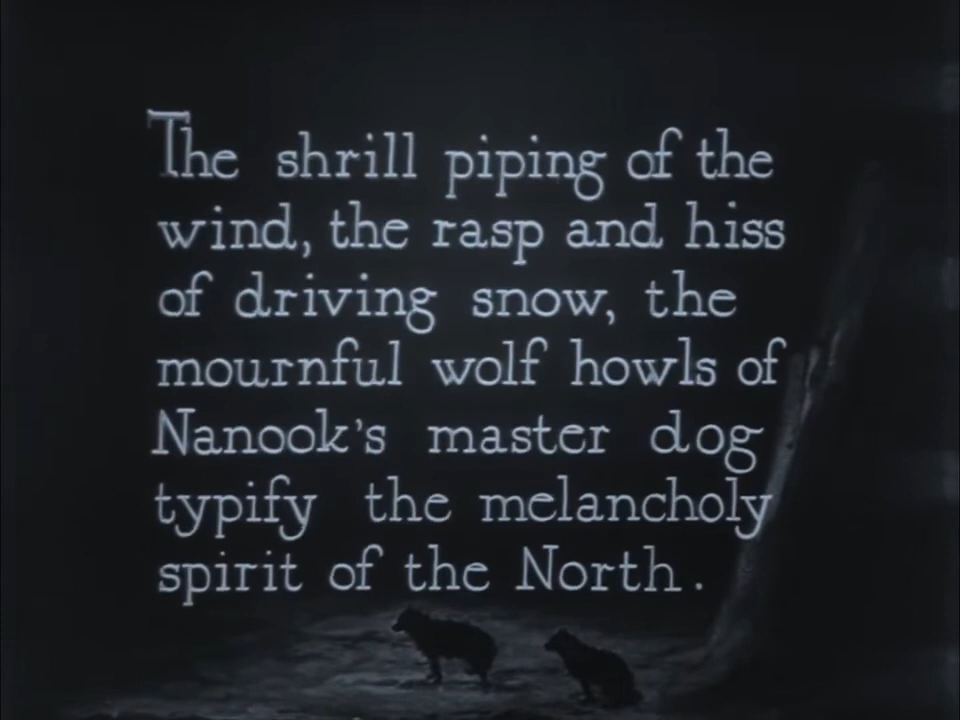 The shrill piping of the
wind, the rasp and hiss
of driving snow, the
mournful wolf howls of
Nanook's master dog
typify the melancholy
spirit of the North.